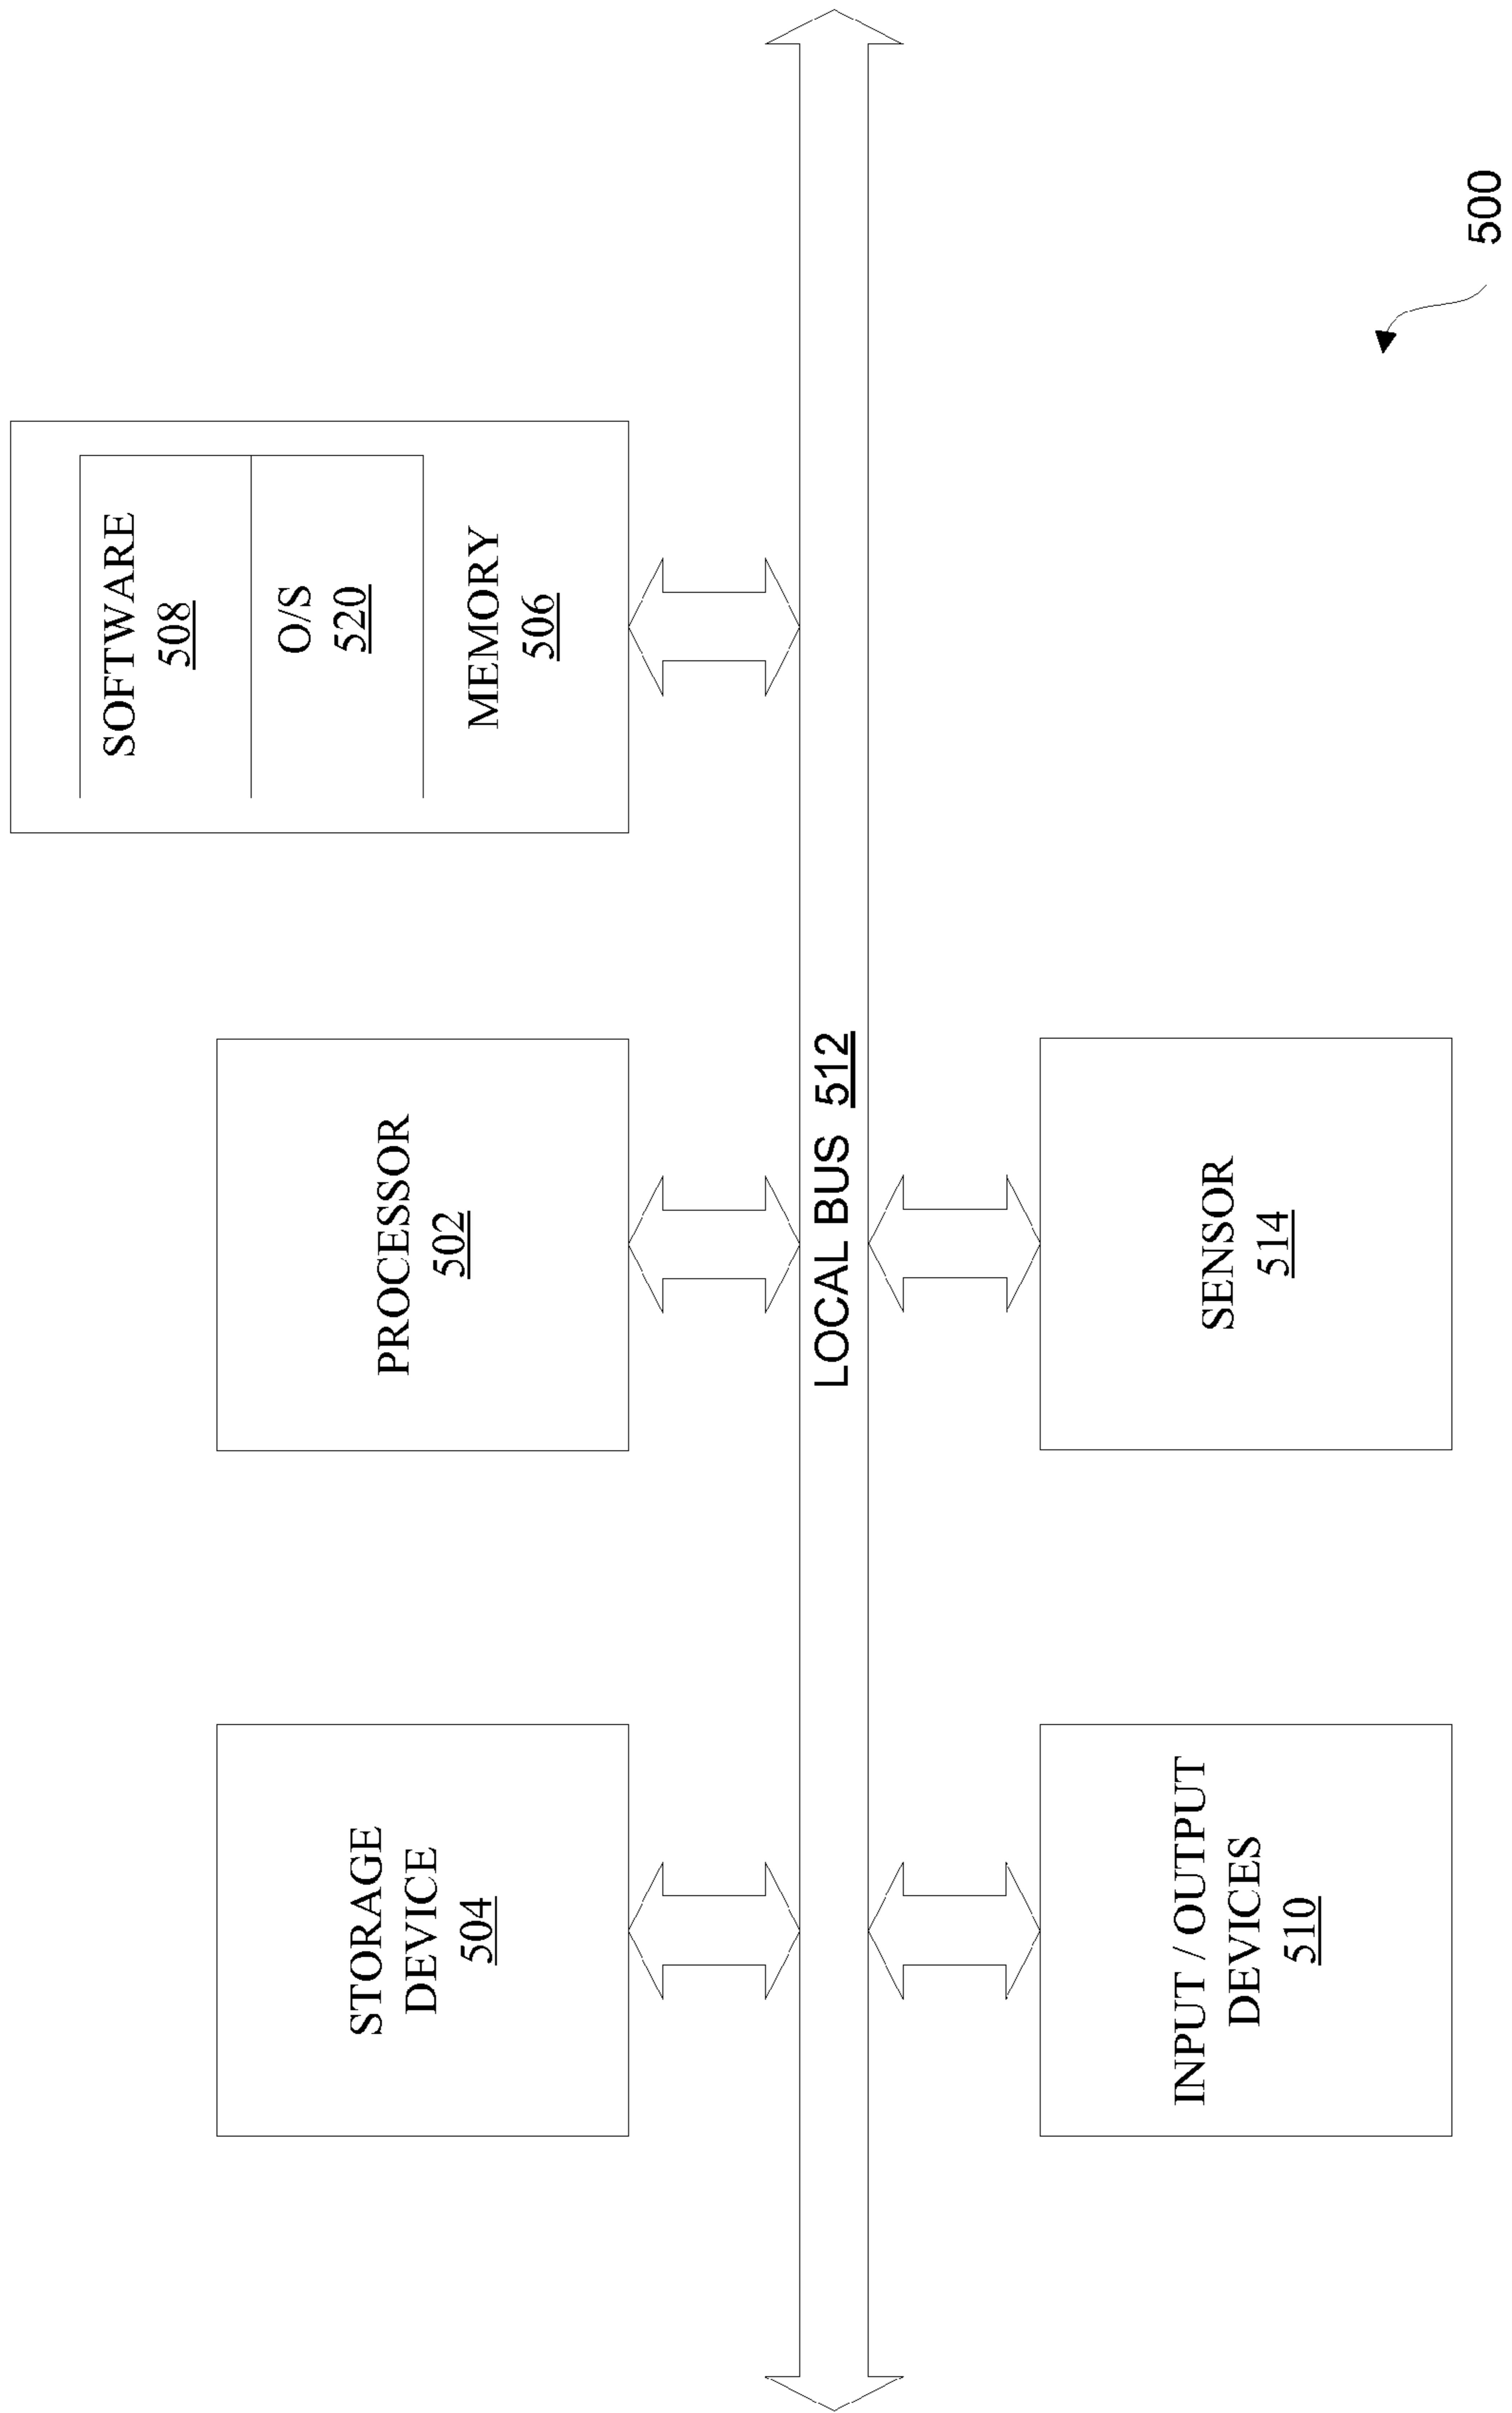 STORAGE
DEVICE
504
PROCESSOR
502
SOFTWARE
508
O/S
520
MEMORY
506
LOCAL BUS 512
INPUT / OUTPUT
DEVICES
510
SENSOR
514
500